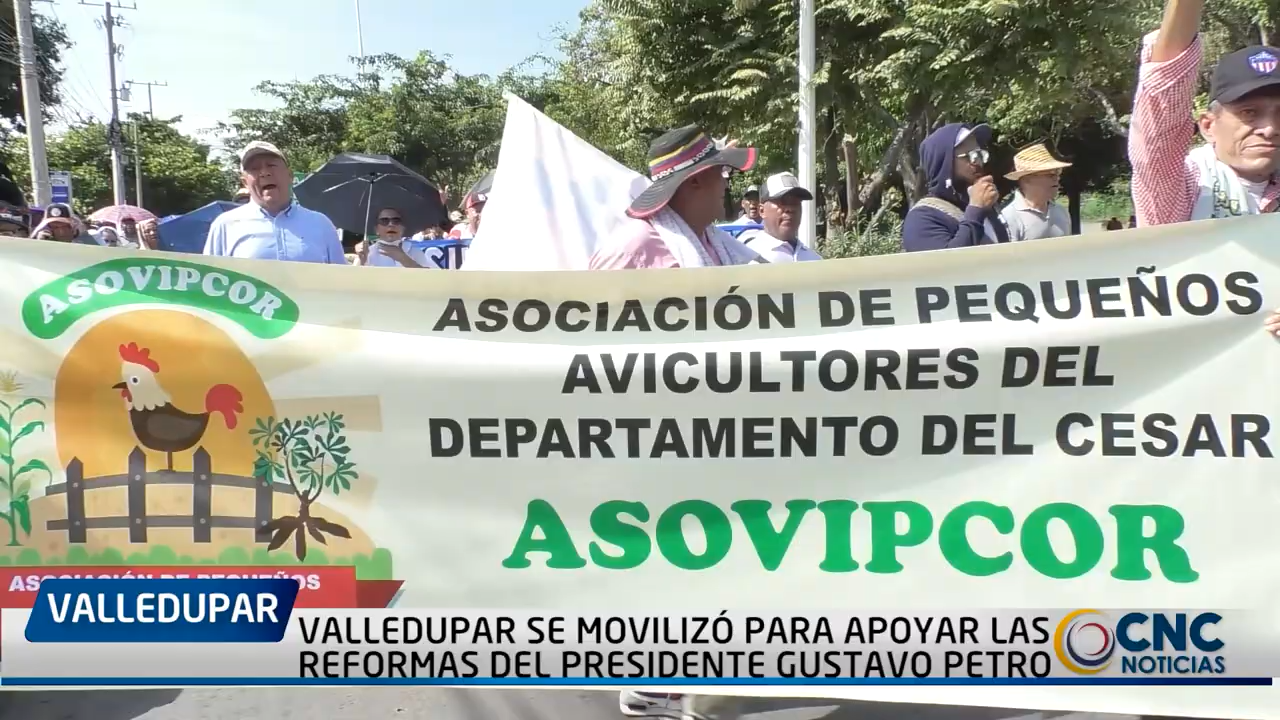 ASOVIPCOR
ASOCIACIÓN DE PEQUEÑOS
AVICULTORES DEL
DEPARTAMENTO DEL CESAR
ASOVIPCOR
ASOCIACIÓN DE PEQUEÑOS
VALLEDUPAR
VALLEDUPAR SE MOVILIZÓ PARA APOYAR LAS
REFORMAS DEL PRESIDENTE GUSTAVO PETRO
CNC
NOTICIAS